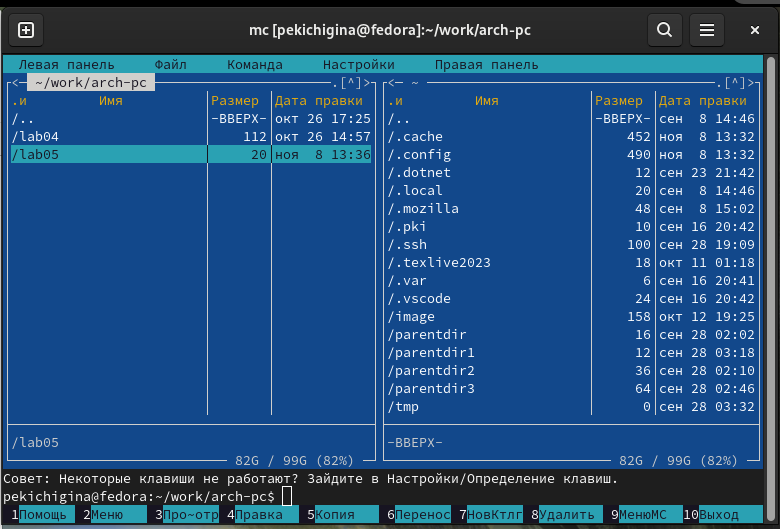 mc [pekichigina@fedora]:~/work/arch-pc
Левая панель Файл Команда Настройки Правая панель
<─ ~/work/arch-pc .[^]>
.и Имя Размер Дата правки
/.. -ВВЕРХ- окт 26 17:25
/lab04 112 окт 26 14:57
/lab05 20 ноя 8 13:36
/lab05
82G / 99G (82%)
<─ ~ .[^]>
.и Имя Размер Дата правки
/.. -ВВЕРХ- сен 8 14:46
/.cache 452 ноя 8 13:32
/.config 490 ноя 8 13:32
/.dotnet 12 сен 23 21:42
/.local 20 сен 8 14:46
/.mozilla 48 сен 8 15:02
/.pki 10 сен 16 20:42
/.ssh 100 сен 28 19:09
/.texlive2023 18 окт 11 01:18
/.var 6 сен 16 20:41
/.vscode 24 сен 16 20:42
/image 158 окт 12 19:25
/parentdir 16 сен 28 02:02
/parentdir1 12 сен 28 03:18
/parentdir2 36 сен 28 02:10
/parentdir3 64 сен 28 02:46
/tmp 0 сен 28 03:32
-ВВЕРХ-
82G / 99G (82%)
Совет: Некоторые клавиши не работают? Зайдите в Настройки/Определение клавиш.
pekichigina@fedora:~/work/arch-pc$
1Помощь 2Меню 3Про~отр 4Правка 5Копия 6Перенос 7НовКтлг 8Удалить 9МенюMC 10Выход